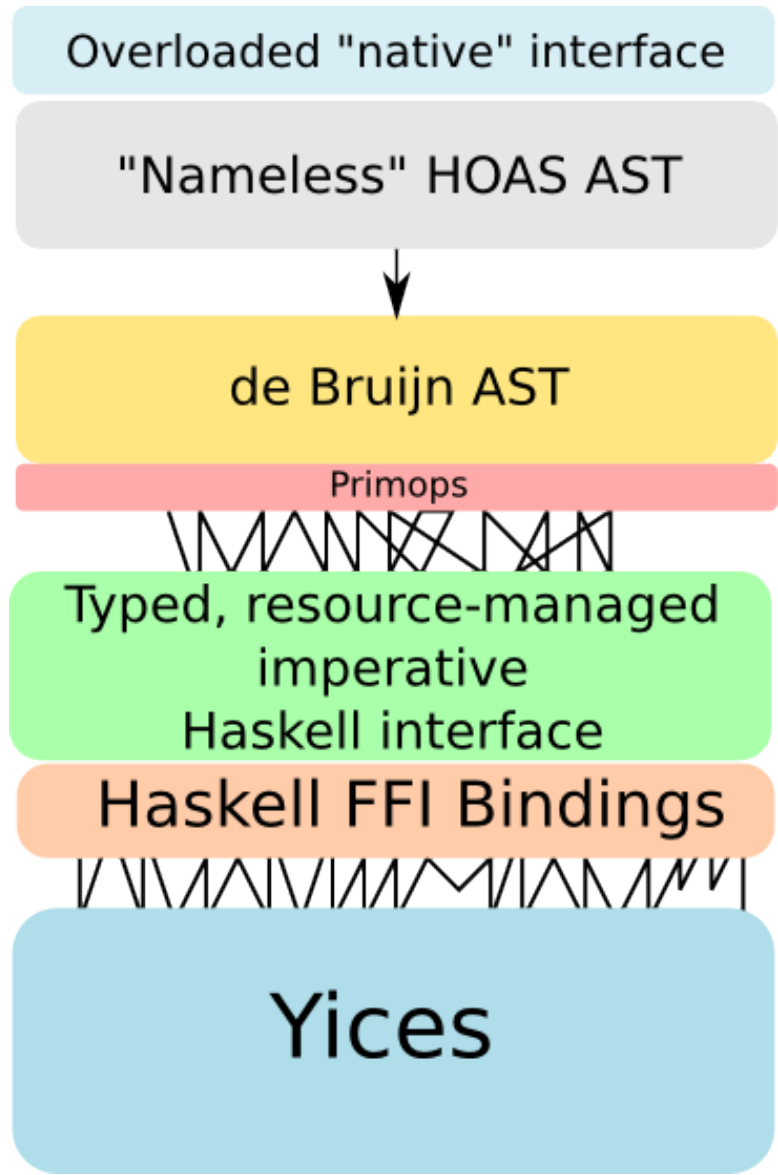 Overloaded "native" interface
"Nameless" HOAS AST
de Bruijn AST
Primops
Typed, resource-managed
imperative
Haskell interface
Haskell FFI Bindings
Yices